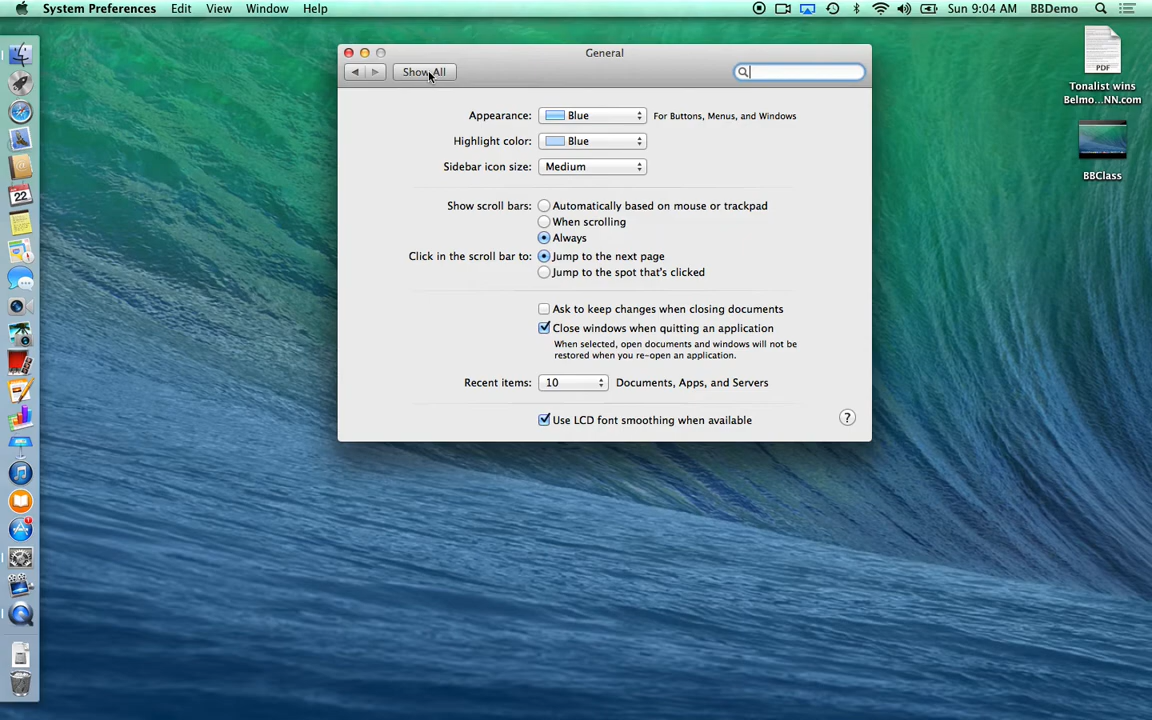 System Preferences Edit View Window Help
Sun 9:04 AM BBDemo
General
Show All
Appearance: Blue For Buttons, Menus, and Windows
Highlight color: Blue
Sidebar icon size: Medium
Show scroll bars: Automatically based on mouse or trackpad
When scrolling
Always
Click in the scroll bar to: Jump to the next page
Jump to the spot that's clicked
Ask to keep changes when closing documents
Close windows when quitting an application
When selected, open documents and windows will not be
restored when you re-open an application.
Recent items: 10 Documents, Apps, and Servers
Use LCD font smoothing when available
?
PDF
Tonalist wins
Belmo...NN.com
BBClass
22
1